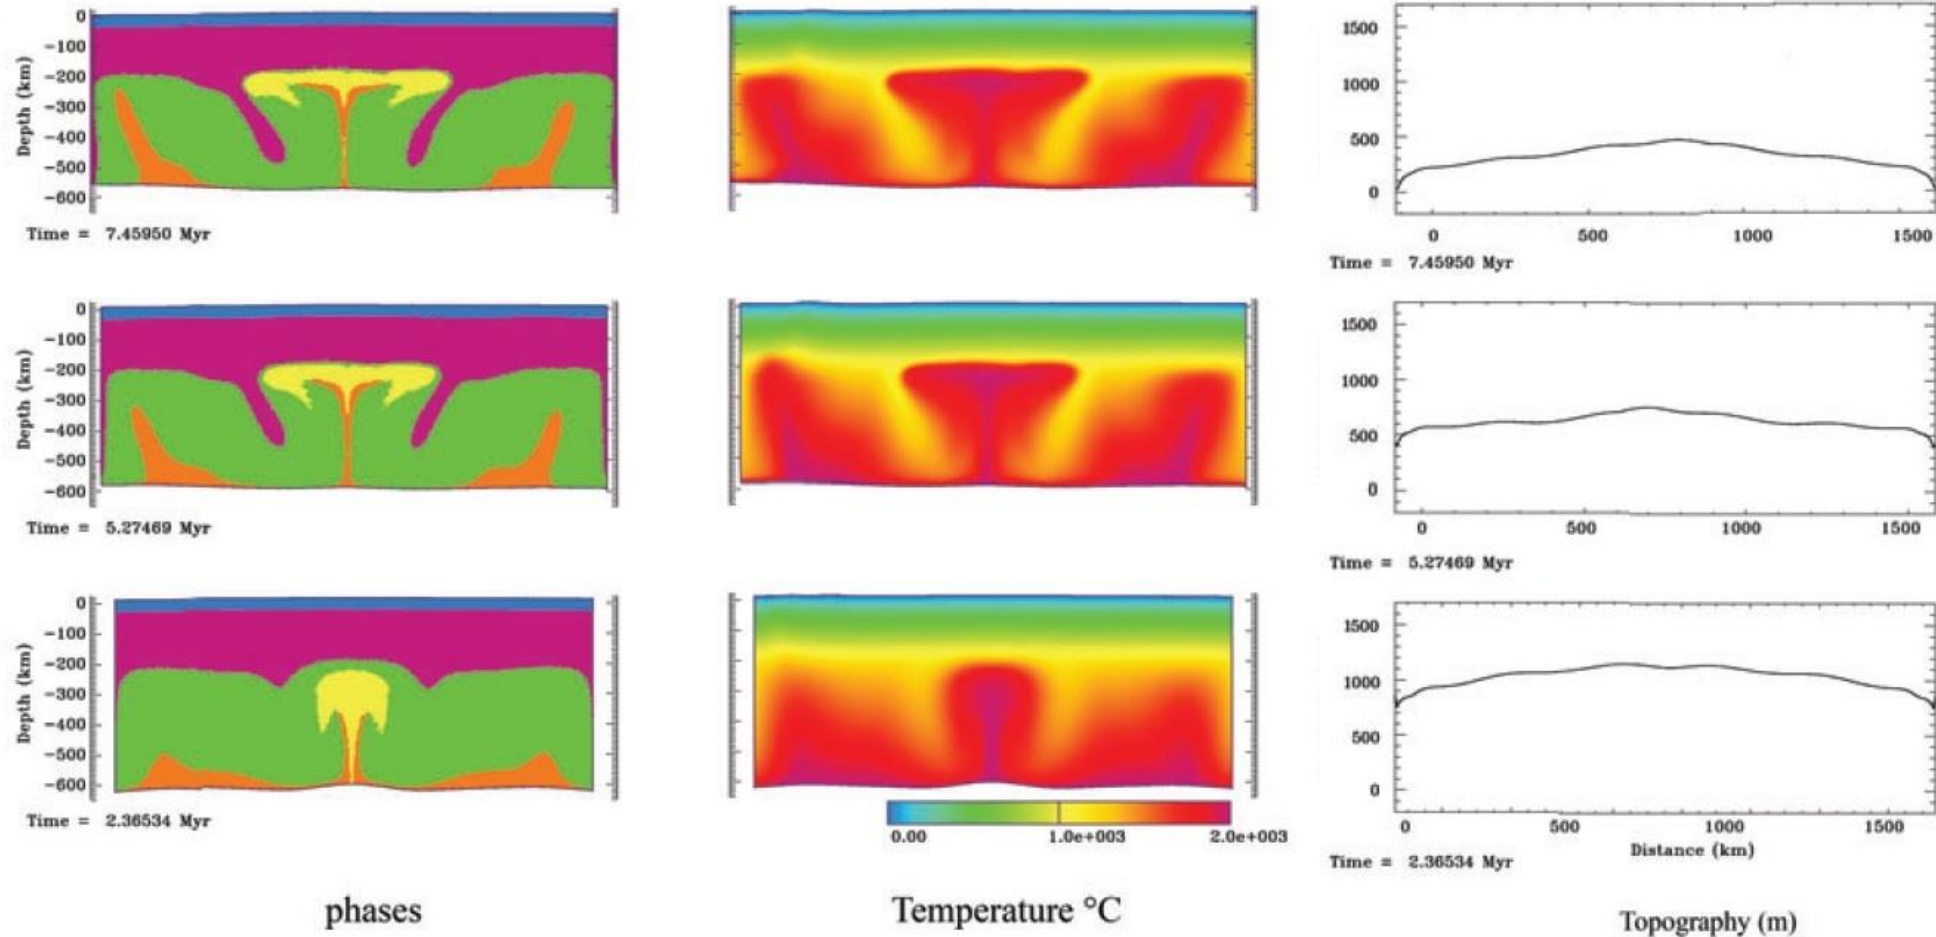 0
-100
-200
-300
-400
-500
-600
Depth (km)
Time = 7.45950 Myr
1500
1000
500
0
0 500 1000 1500
Time = 7.45950 Myr
0
-100
-200
-300
-400
-500
-600
Depth (km)
Time = 5.27469 Myr
1500
1000
500
0
0 500 1000 1500
Time = 5.27469 Myr
0
-100
-200
-300
-400
-500
-600
Depth (km)
Time = 2.36534 Myr
0.00 1.0e+003 2.0e+003
1500
1000
500
0
0 500 1000 1500
Distance (km)
Time = 2.36534 Myr
phases
Temperature °C
Topography (m)